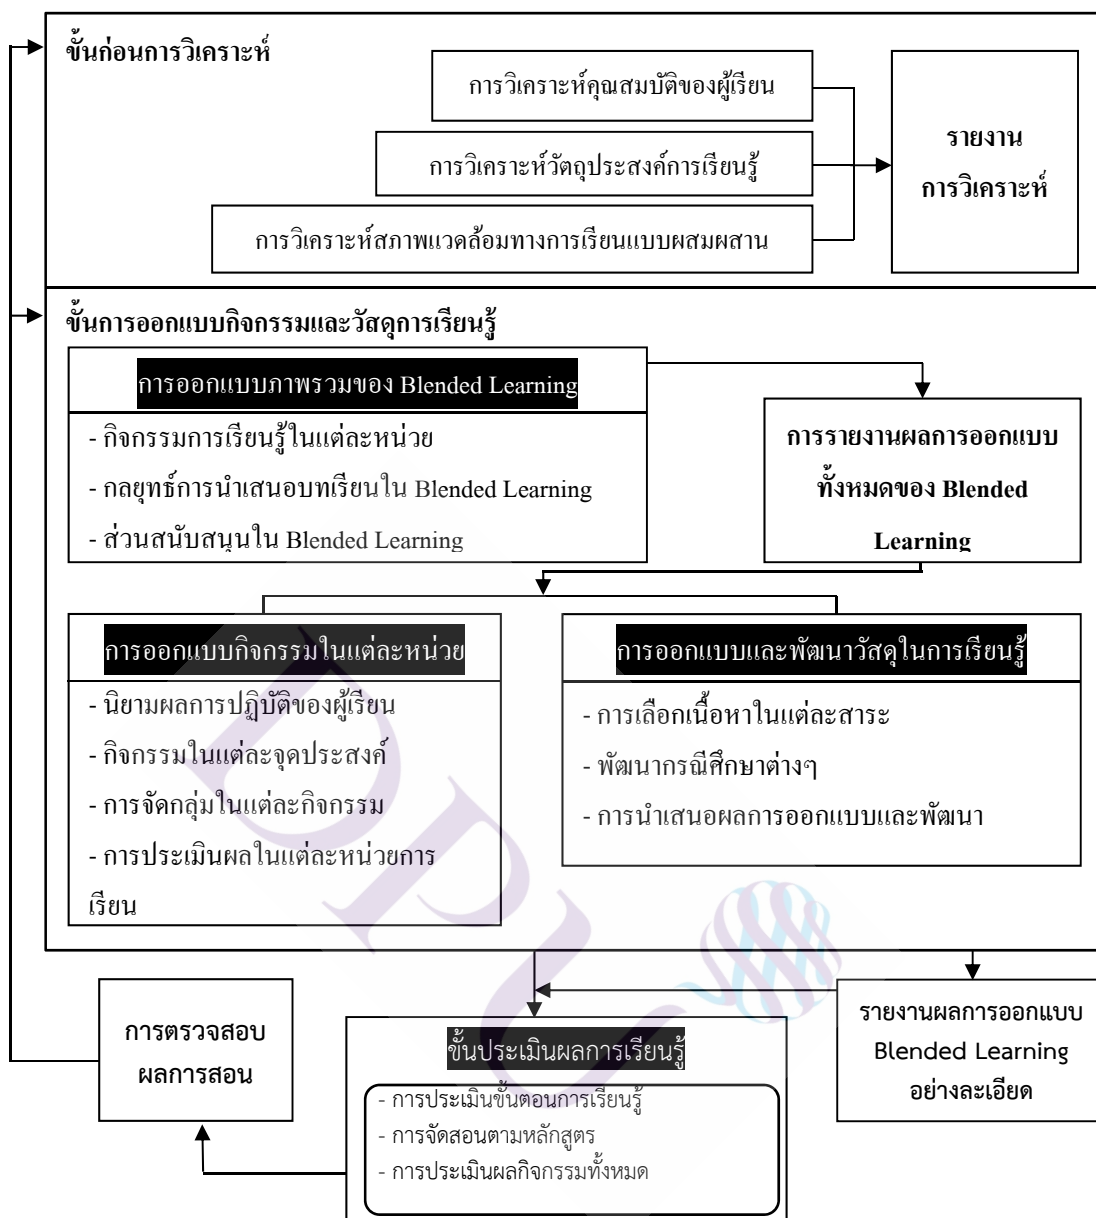 ขั้นก่อนการวิเคราะห์
การวิเคราะห์คุณสมบัติของผู้เรียน
การวิเคราะห์วัตถุประสงค์การเรียนรู้
การวิเคราะห์สภาพแวดล้อมทางการเรียนแบบผสมผสาน
รายงาน
การวิเคราะห์
ขั้นการออกแบบกิจกรรมและวัสดุการเรียนรู้
การออกแบบภาพรวมของ Blended Learning
- กิจกรรมการเรียนรู้ในแต่ละหน่วย
- กลยุทธ์การนำเสนอบทเรียนใน Blended Learning
- ส่วนสนับสนุนใน Blended Learning
การรายงานผลการออกแบบ
ทั้งหมดของ Blended
Learning
การออกแบบกิจกรรมในแต่ละหน่วย
- นิยามผลการปฏิบัติของผู้เรียน
- กิจกรรมในแต่ละจุดประสงค์
- การจัดกลุ่มในแต่ละกิจกรรม
- การประเมินผลในแต่ละหน่วยการ
เรียน
การออกแบบและพัฒนาวัสดุในการเรียนรู้
- การเลือกเนื้อหาในแต่ละสาระ
- พัฒนากรณีศึกษาต่างๆ
- การนำเสนอผลการออกแบบและพัฒนา
รายงานผลการออกแบบ
Blended Learning
อย่างละเอียด
ขั้นประเมินผลการเรียนรู้
- การประเมินขั้นตอนการเรียนรู้
- การจัดสอนตามหลักสูตร
- การประเมินผลกิจกรรมทั้งหมด
การตรวจสอบ
ผลการสอน
DPU